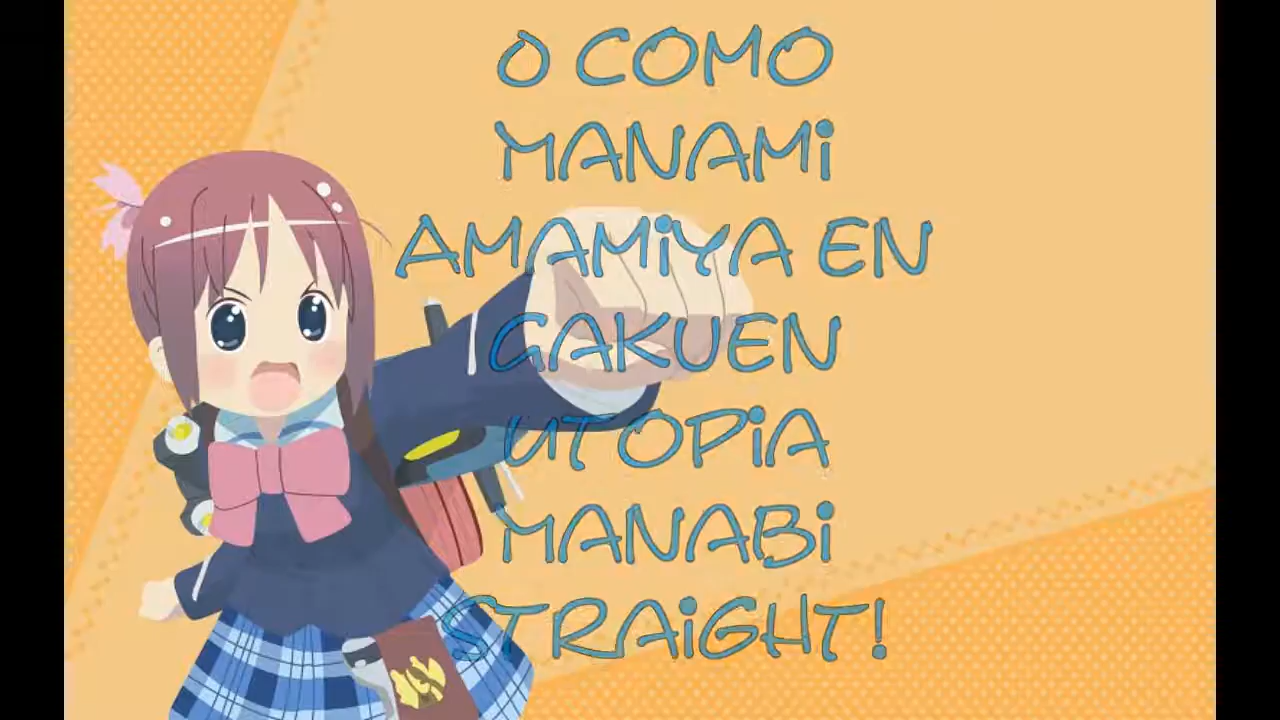 O COMO
MANAMI
AMAMIYA EN
GAKUEN
UTOPIA
MANABI
STRAIGHT!